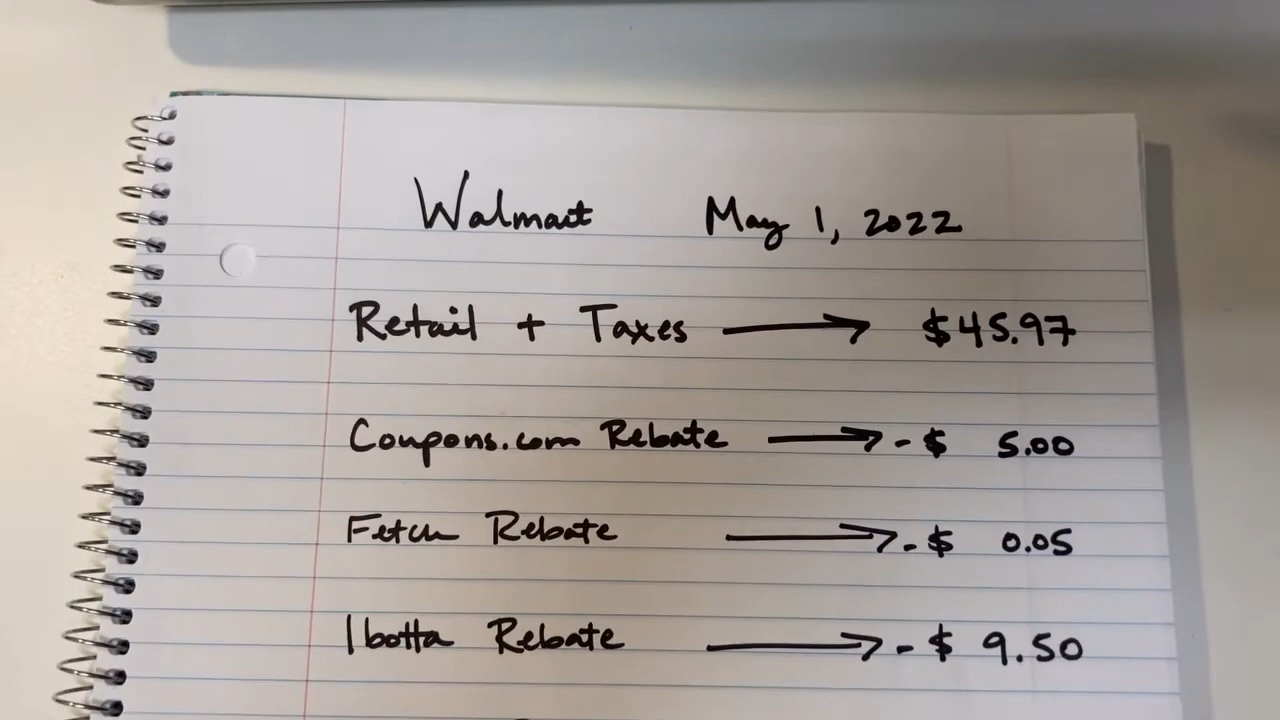 Walmart May 1, 2022
Retail + Taxes → $45.97
Coupons.com Rebate → -$ 5.00
Fetch Rebate → -$ 0.05
Ibotta Rebate → -$ 9.50